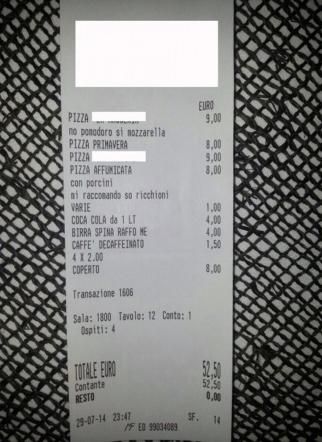 EURO
PIZZA 9,00
no pomodoro si mozzarella
PIZZA PRIMAVERA 8,00
PIZZA 9,00
PIZZA AFFUMICATA 8,00
con porcini
mi raccomando so ricchioni
VARIE 1,00
COCA COLA da 1 LT 4,00
BIRRA SPINA RAFFO ME 4,00
CAFFE' DECAFFEINATO 1,50
4 X 2.00
COPERTO 8,00
Transazione 1606
Sala: 1800 Tavolo: 12 Conto: 1
Ospiti: 4
TOTALE EURO 52,50
Contante 52,50
RESTO 0,00
29-07-14 23:47 SF. 14
MF EO 99034089